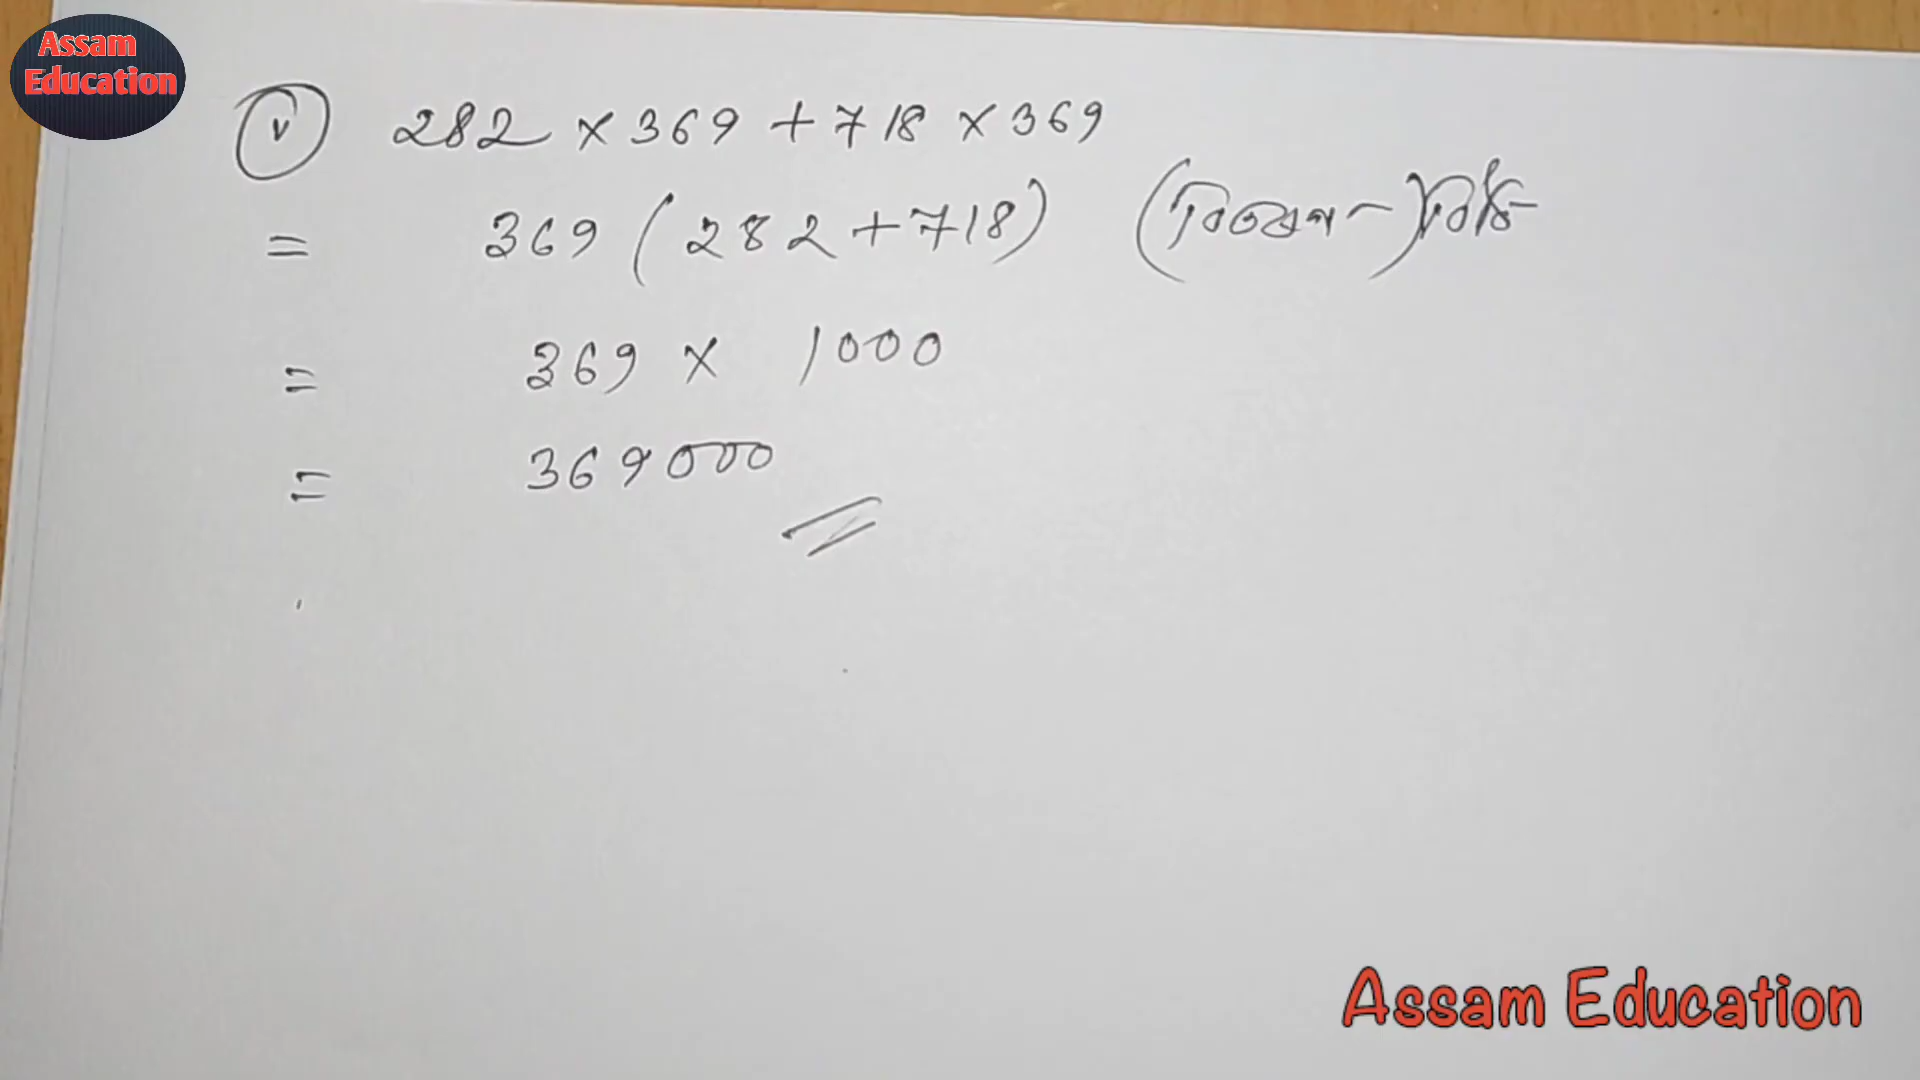 Assam
Education
v 282 × 369 + 718 × 369
= 369 (282 + 718) (বিতৰণ বিধি)
= 369 × 1000
= 369000
Assam Education